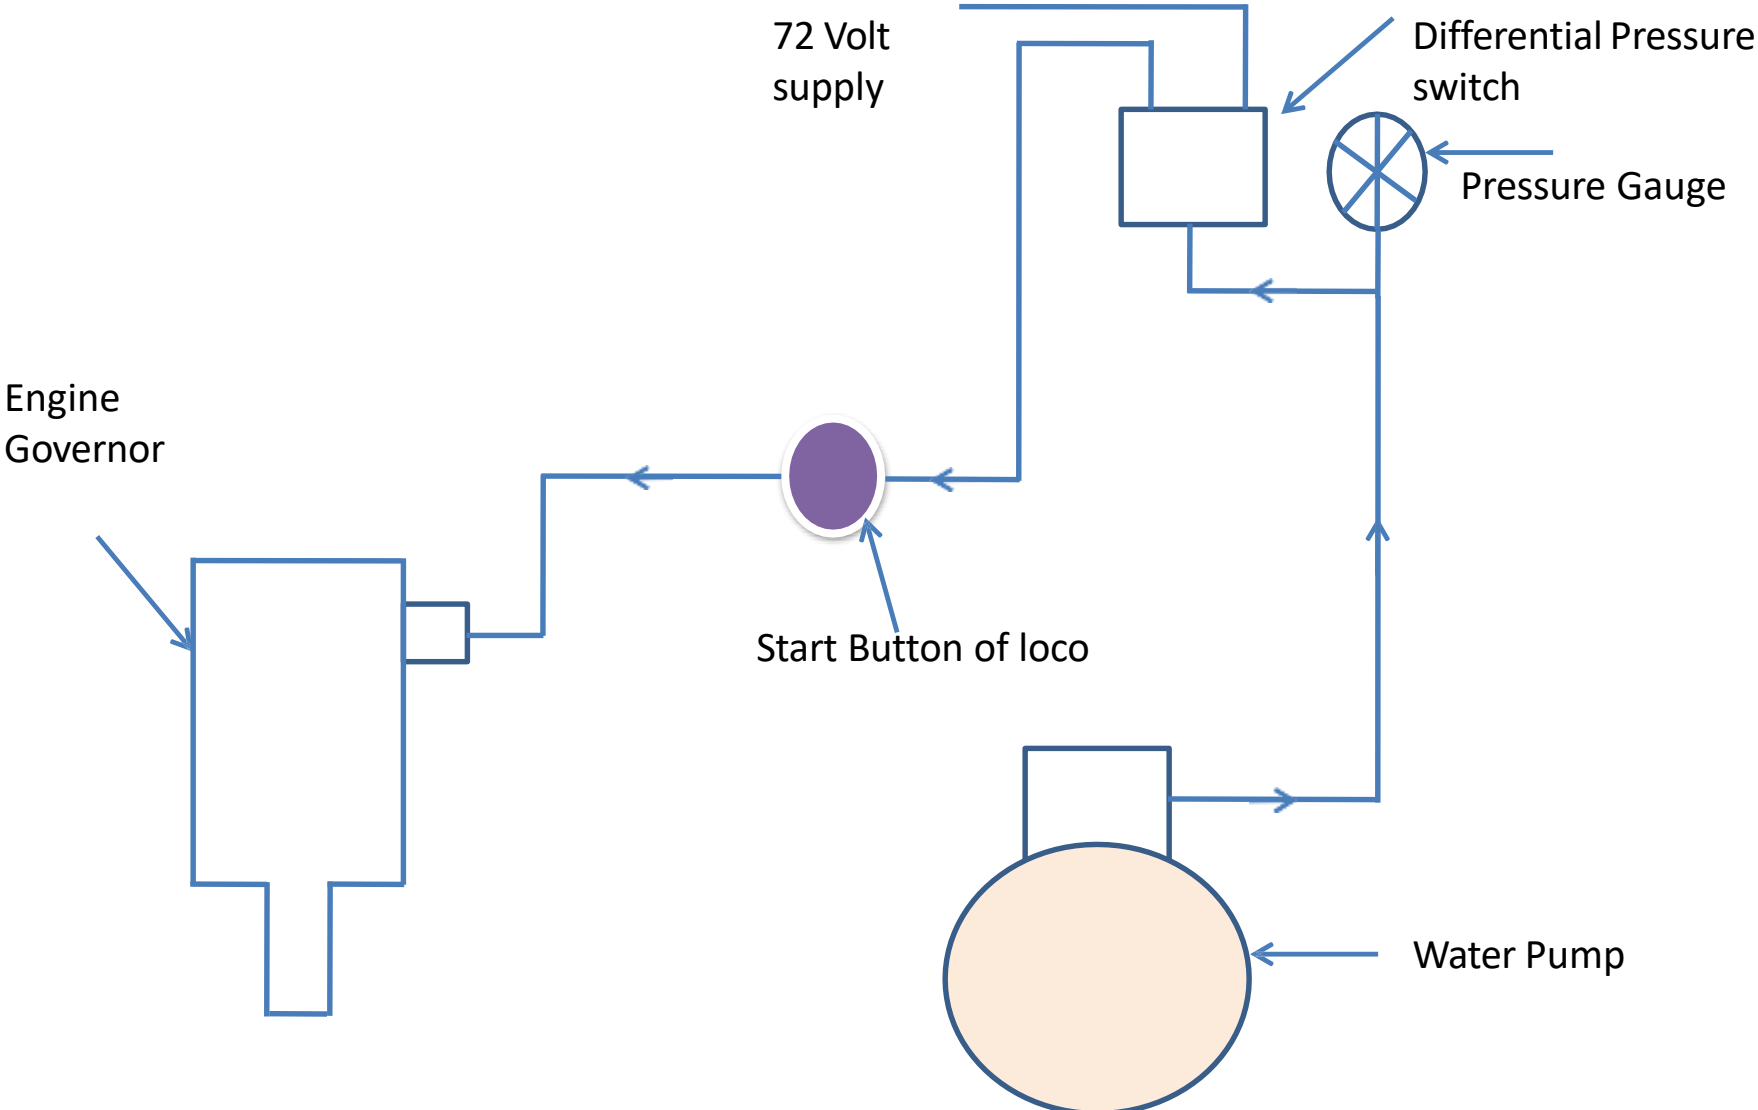 72 Volt
supply
Differential Pressure
switch
Pressure Gauge
Engine
Governor
Start Button of loco
Water Pump